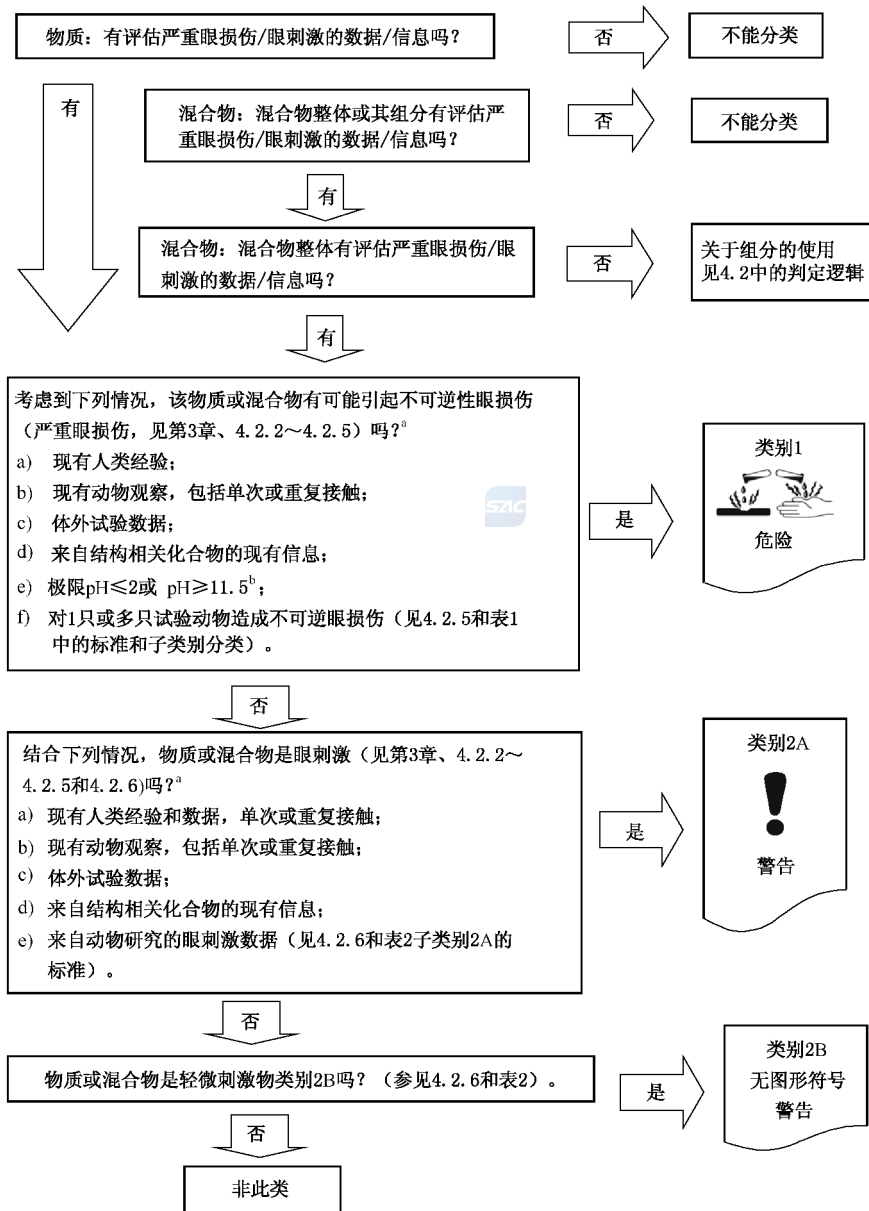 物质：有评估严重眼损伤/眼刺激的数据/信息吗？
否
不能分类
有
混合物：混合物整体或其组分有评估严
重眼损伤/眼刺激的数据/信息吗？
否
不能分类
有
混合物：混合物整体有评估严重眼损伤/眼
刺激的数据/信息吗？
否
关于组分的使用
见4.2中的判定逻辑
有
考虑到下列情况，该物质或混合物有可能引起不可逆性眼损伤
（严重眼损伤，见第3章、4.2.2～4.2.5）吗？a
a) 现有人类经验；
b) 现有动物观察，包括单次或重复接触；
c) 体外试验数据；
d) 来自结构相关化合物的现有信息；
e) 极限pH≤2或 pH≥11.5b；
f) 对1只或多只试验动物造成不可逆眼损伤（见4.2.5和表1
中的标准和子类别分类）。
SAC
是
类别1
危险
否
结合下列情况，物质或混合物是眼刺激（见第3章、4.2.2～
4.2.5和4.2.6)吗？a
a) 现有人类经验和数据，单次或重复接触；
b) 现有动物观察，包括单次或重复接触；
c) 体外试验数据；
d) 来自结构相关化合物的现有信息；
e) 来自动物研究的眼刺激数据（见4.2.6和表2子类别2A的
标准）。
是
类别2A
警告
否
物质或混合物是轻微刺激物类别2B吗？（参见4.2.6和表2）。
是
类别2B
无图形符号
警告
否
非此类